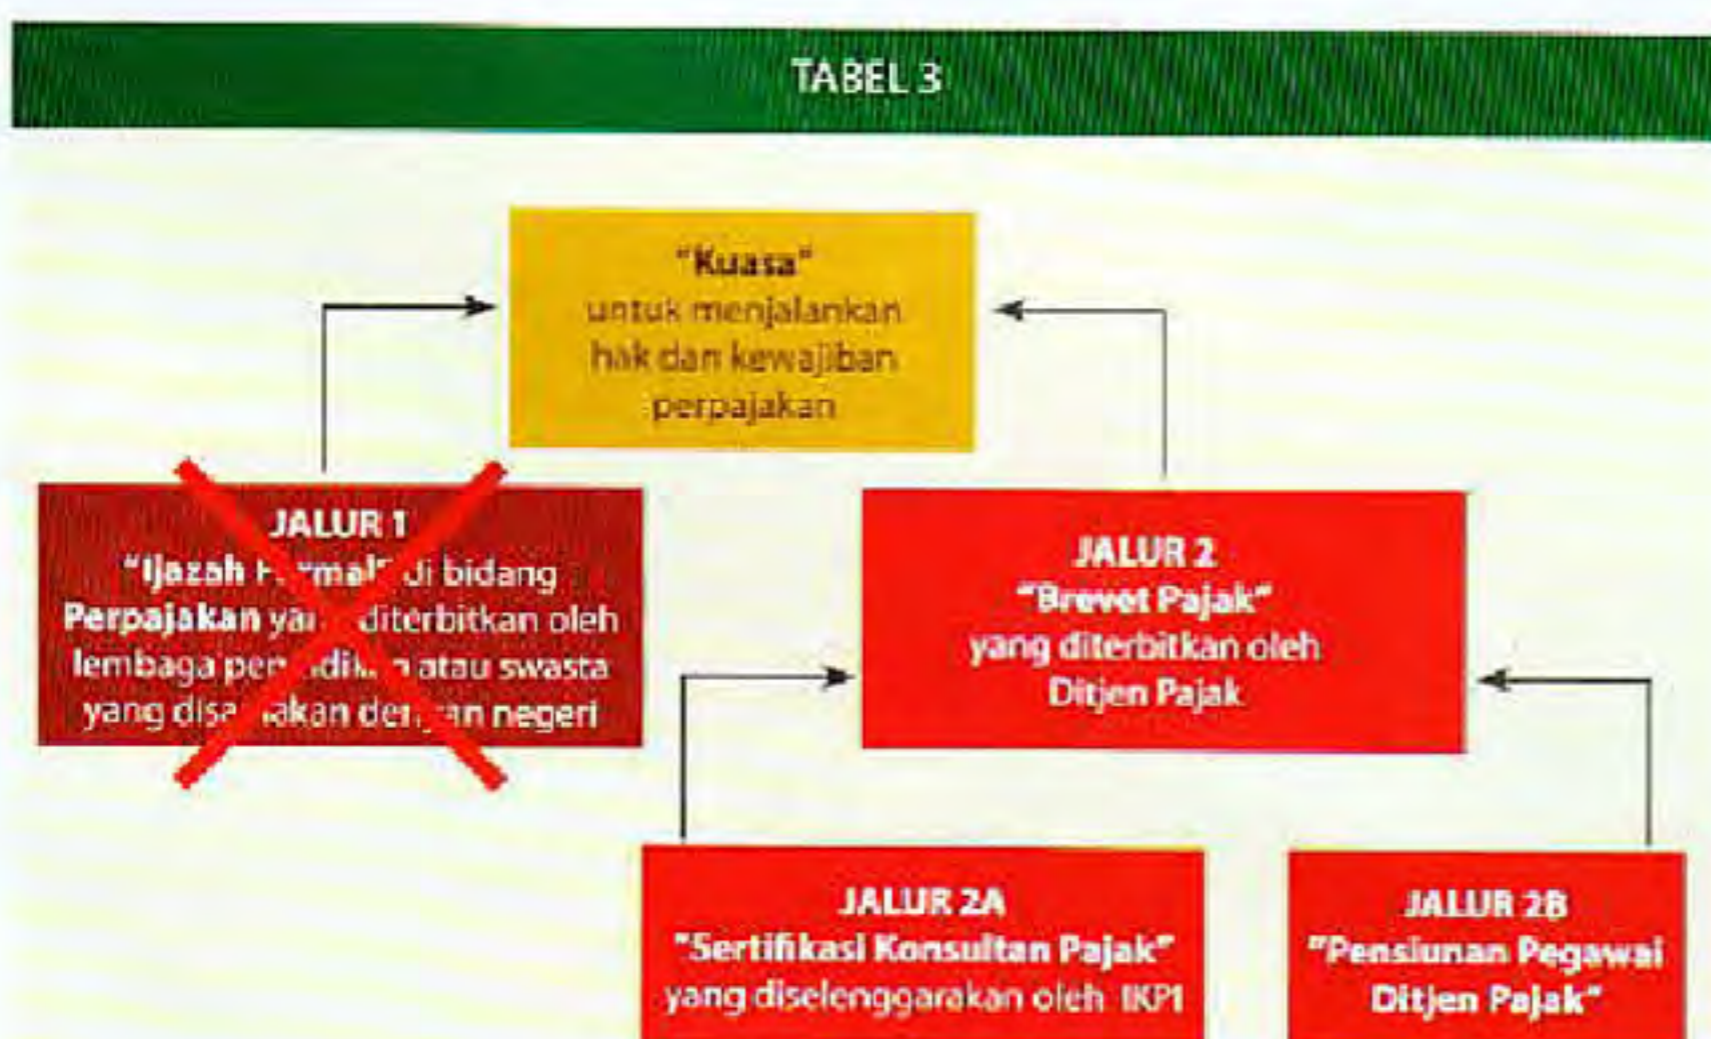 TABEL 3
"Kuasa"
untuk menjalankan
hak dan kewajiban
perpajakan
JALUR 1
"Ijazah di bidang
Perpajakan diterbitkan oleh
lembaga atau swasta
yang negeri
JALUR 2
"Brevet Pajak"
yang diterbitkan oleh
Ditjen Pajak
JALUR 2A
"Sertifikasi Konsultan Pajak"
yang diselenggarakan oleh IKPI
JALUR 2B
"Pensiunan Pegawai
Ditjen Pajak"